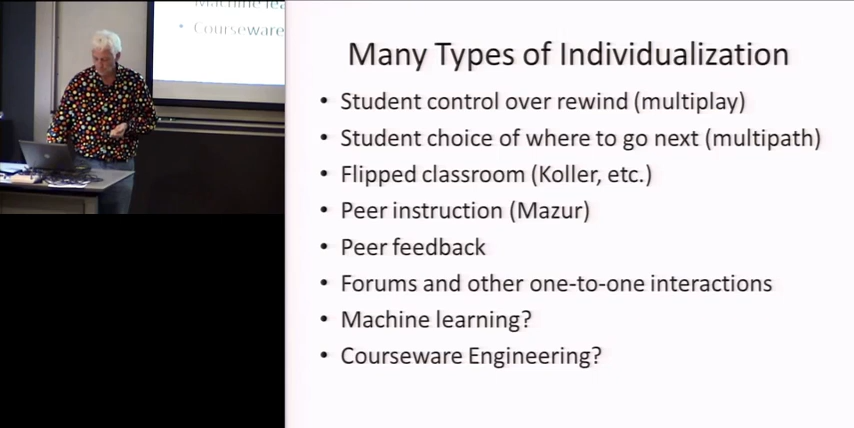 Machine lea
• Courseware
Many Types of Individualization
• Student control over rewind (multiplay)
• Student choice of where to go next (multipath)
• Flipped classroom (Koller, etc.)
• Peer instruction (Mazur)
• Peer feedback
• Forums and other one-to-one interactions
• Machine learning?
• Courseware Engineering?